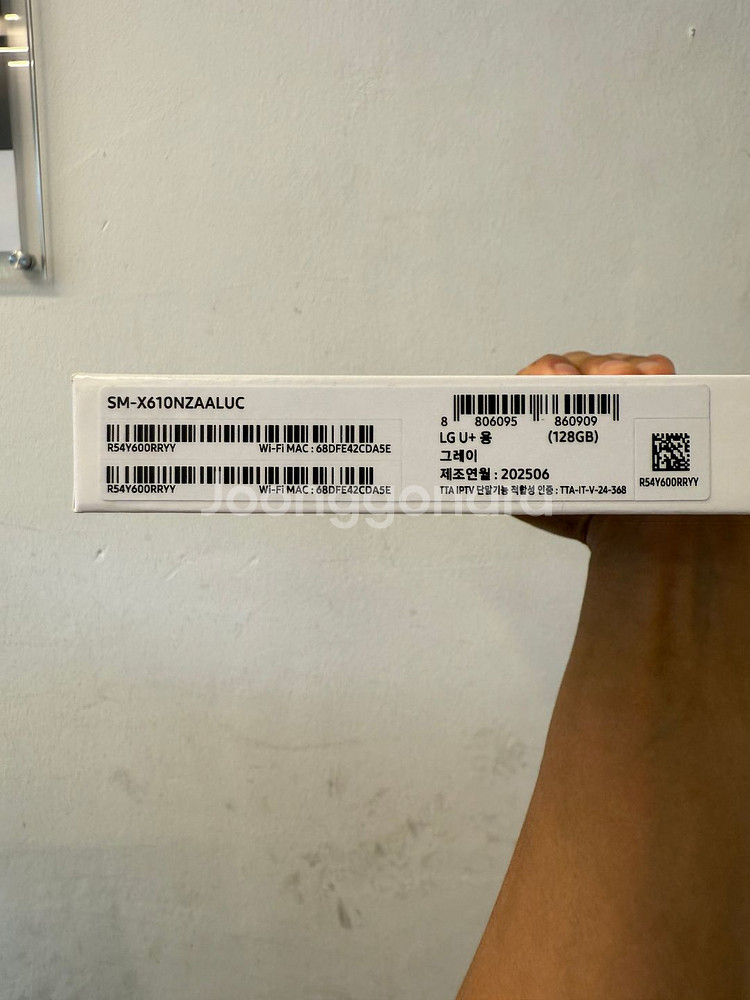 SM-X610NZAALUC
R54Y600RRYY Wi-Fi MAC : 68DFE42CDA5E
R54Y600RRYY Wi-Fi MAC : 68DFE42CDA5E
8 806095 860909
LG U+ 용 (128GB)
그레이
제조연월 : 202506
TTA IPTV 단말기능 적합성 인증 : TTA-IT-V-24-368
R54Y600RRYY
Joonggonara